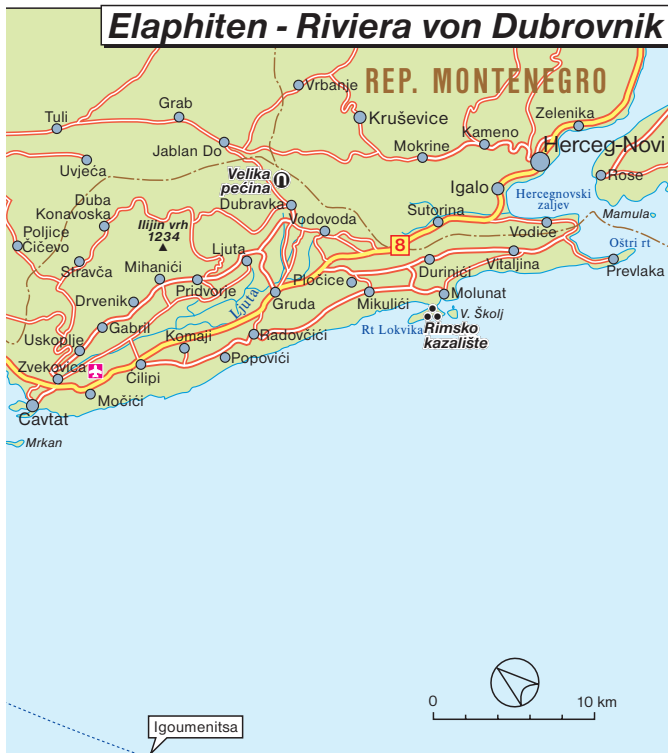 Elaphiten - Riviera von Dubrovnik
REP. MONTENEGRO
Vrbanje
Grab
Tuli
Kruševice
Zelenika
Kameno
Jablan Do
Mokrine
Herceg-Novi
Uvjeća
Velika
pećina
Igalo
Rose
Duba
Konavoska
Dubravka
Hercegnovski
zaljev
Mamula
Ilijin vrh
1234
Vodovoda
Sutorina
Vodice
Poljice
Čičevo
8
Oštri rt
Ljuta
Stravča
Mihanići
Durinići
Vitaljina
Prevlaka
Pridvorje
Pločice
Drvenik
Ljuta
Gruda
Mikulići
Molunat
V. Školj
Gabril
Rt Lokvika
Rimsko
kazalište
Uskoplje
Komaji
Radovčići
Zvekovica
Popovići
Cilipi
Močići
Cavtat
Mrkan
0
10 km
Igoumenitsa